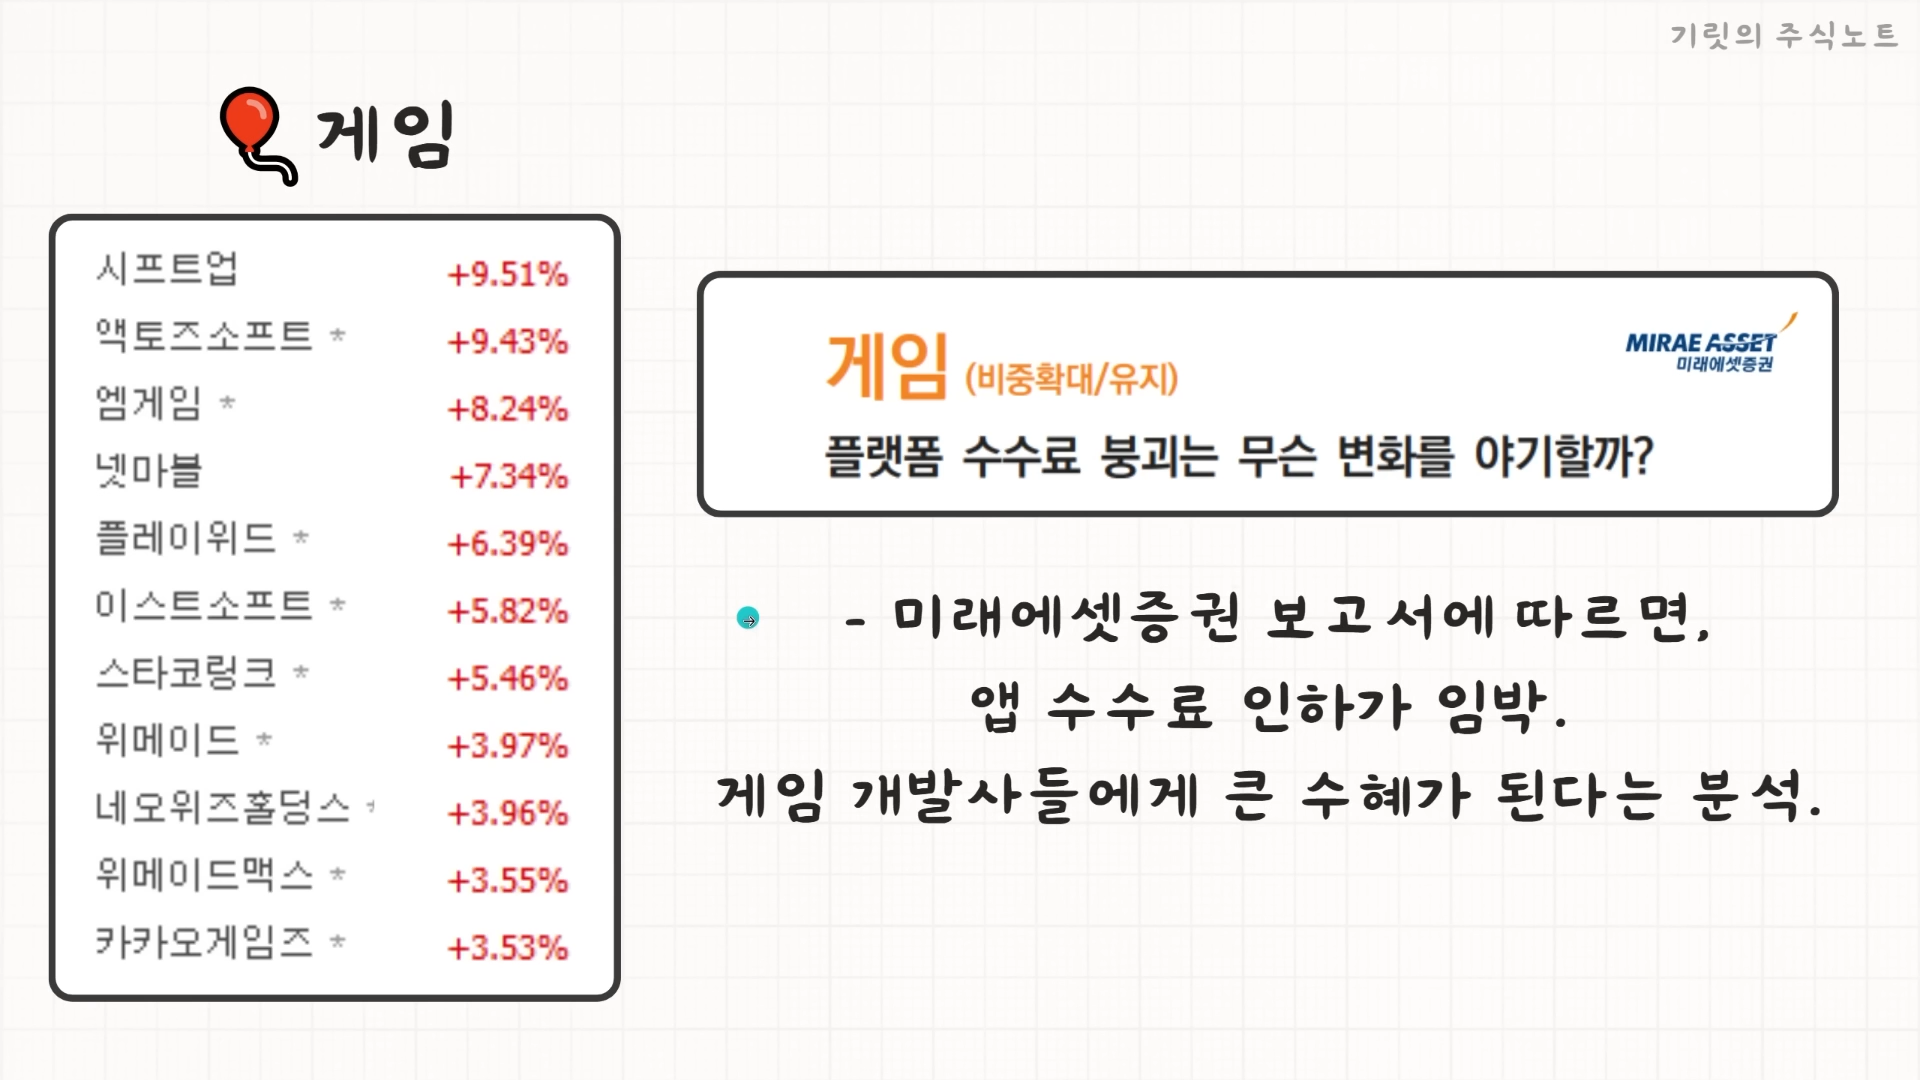 기릿의 주식노트
게임
시프트업 +9.51%
액토즈소프트 * +9.43%
엠게임 * +8.24%
넷마블 +7.34%
플레이위드 * +6.39%
이스트소프트 * +5.82%
스타코링크 * +5.46%
위메이드 * +3.97%
네오위즈홀딩스 * +3.96%
위메이드맥스 * +3.55%
카카오게임즈 * +3.53%
게임 (비중확대/유지)
MIRAE ASSET
미래에셋증권
플랫폼 수수료 붕괴는 무슨 변화를 야기할까?
- 미래에셋증권 보고서에 따르면,
앱 수수료 인하가 임박.
게임 개발사들에게 큰 수혜가 된다는 분석.